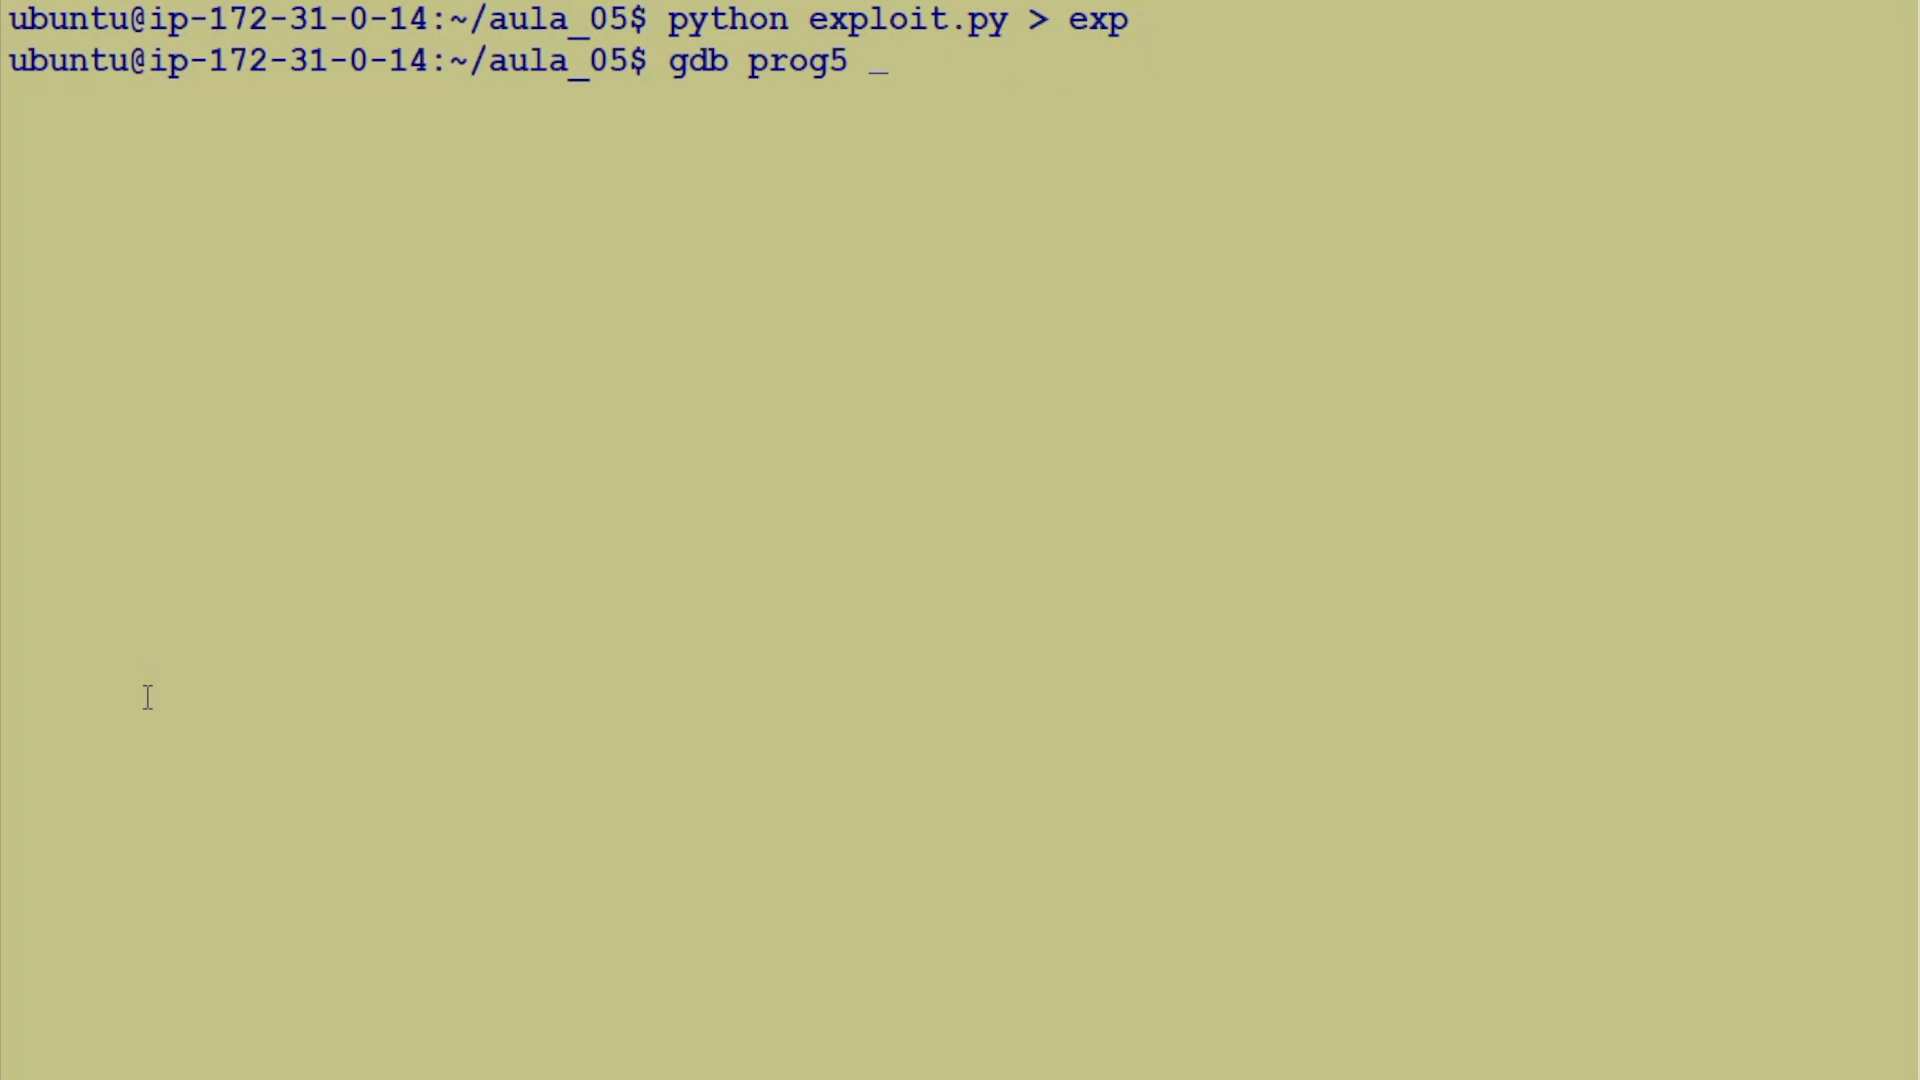 ubuntu@ip-172-31-0-14:~/aula_05$ python exploit.py > exp
ubuntu@ip-172-31-0-14:~/aula_05$ gdb prog5 _